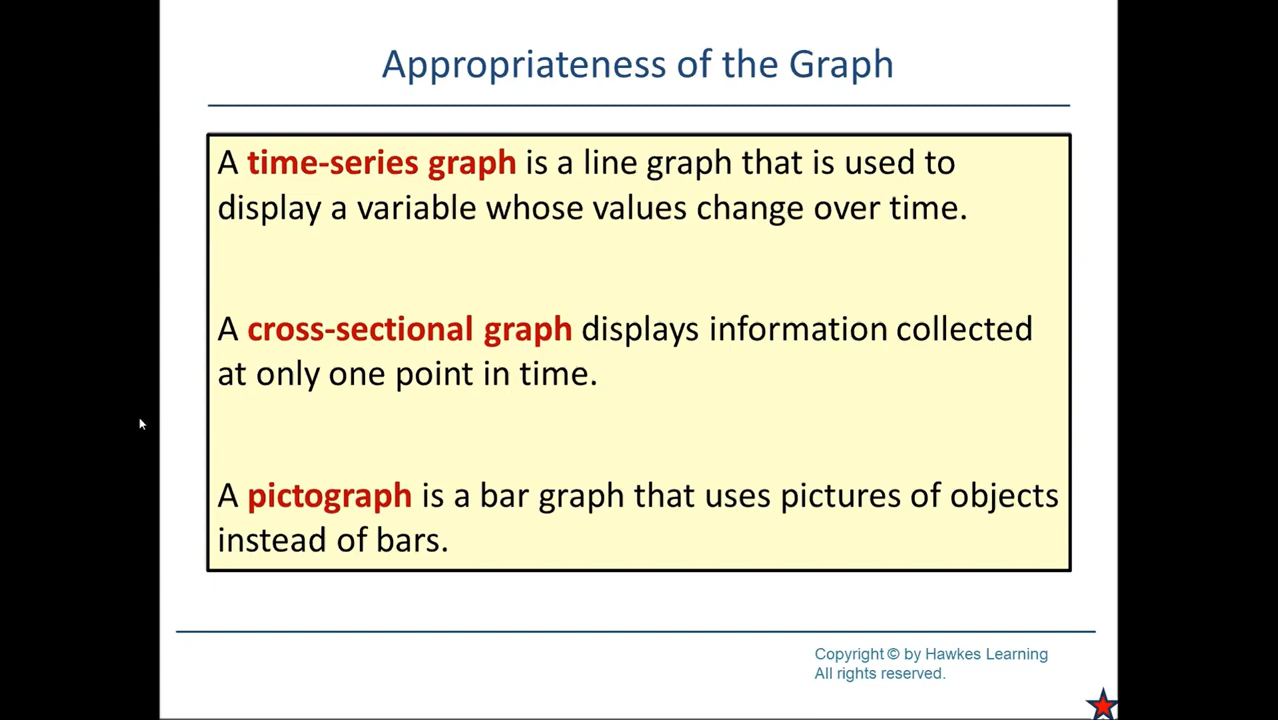 Appropriateness of the Graph
A time-series graph is a line graph that is used to
display a variable whose values change over time.
A cross-sectional graph displays information collected
at only one point in time.
A pictograph is a bar graph that uses pictures of objects
instead of bars.
Copyright © by Hawkes Learning
All rights reserved.